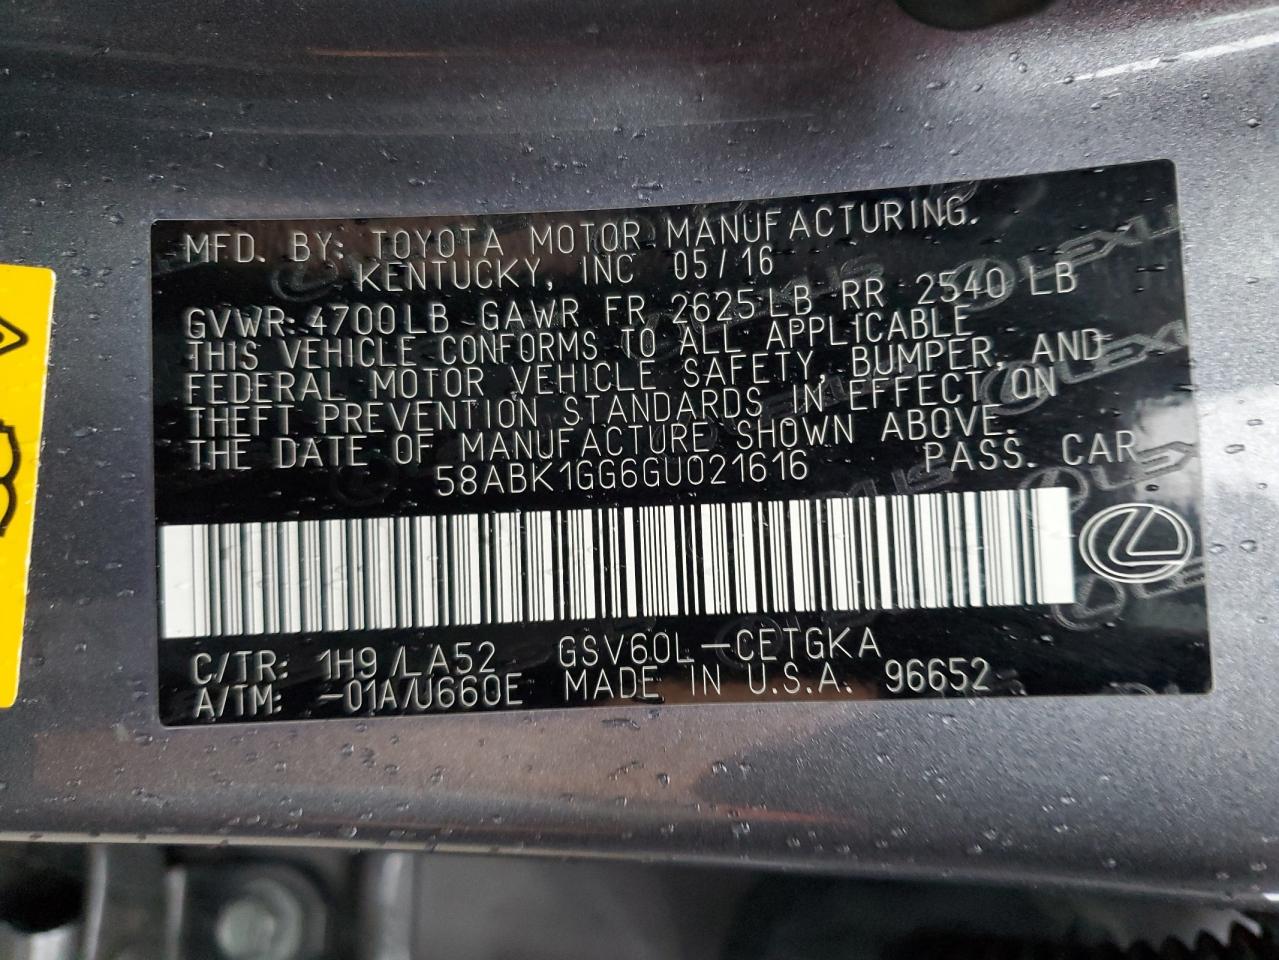 MFD. BY: TOYOTA MOTOR MANUFACTURING.
KENTUCKY, INC 05/16
GVWR: 4700LB GAWR FR 2625LB RR 2540 LB
THIS VEHICLE CONFORMS TO ALL APPLICABLE
FEDERAL MOTOR VEHICLE SAFETY, BUMPER, AND
THEFT PREVENTION STANDARDS IN EFFECT ON
THE DATE OF MANUFACTURE SHOWN ABOVE.
58ABK1GG6GU021616 PASS. CAR
C/TR: 1H9 /LA52 GSV60L-CETGKA
A/TM: -01A/U660E MADE IN U.S.A. 96652